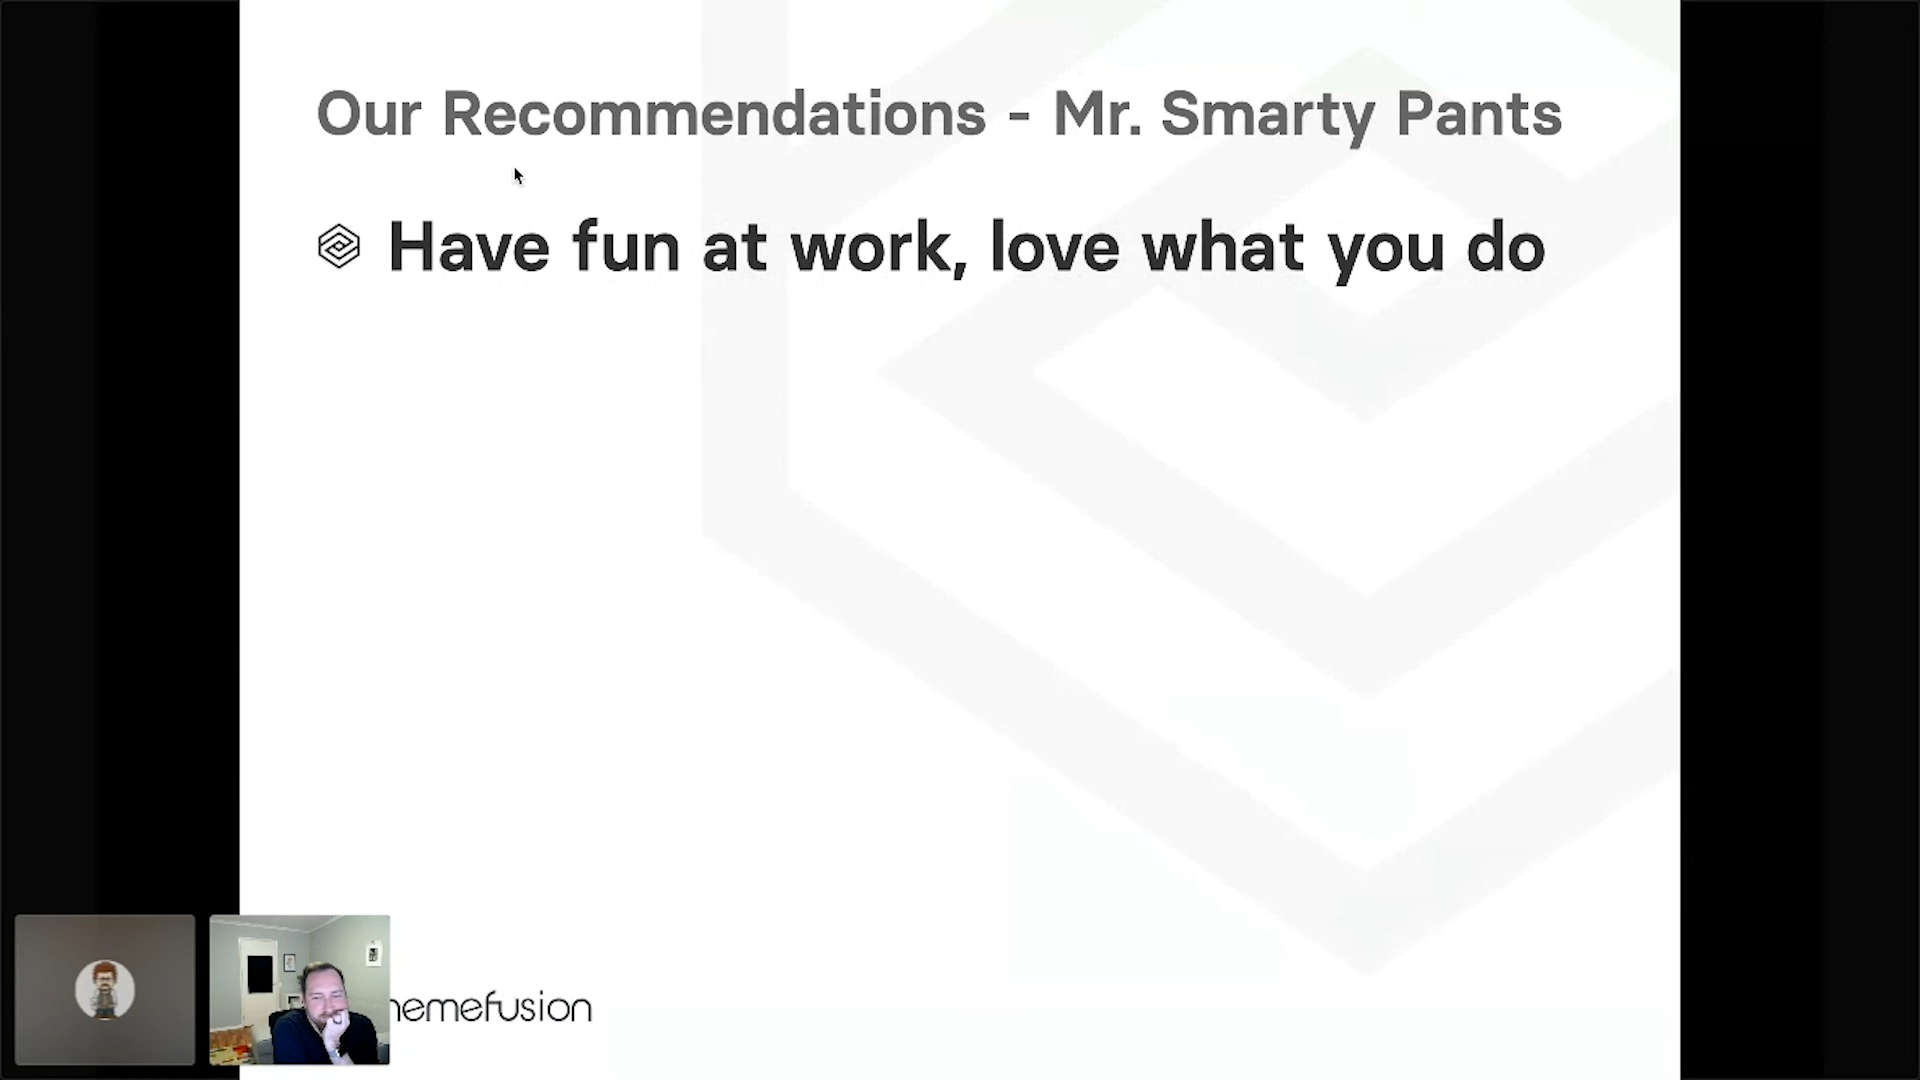 Our Recommendations - Mr. Smarty Pants
Have fun at work, love what you do
hemefusion